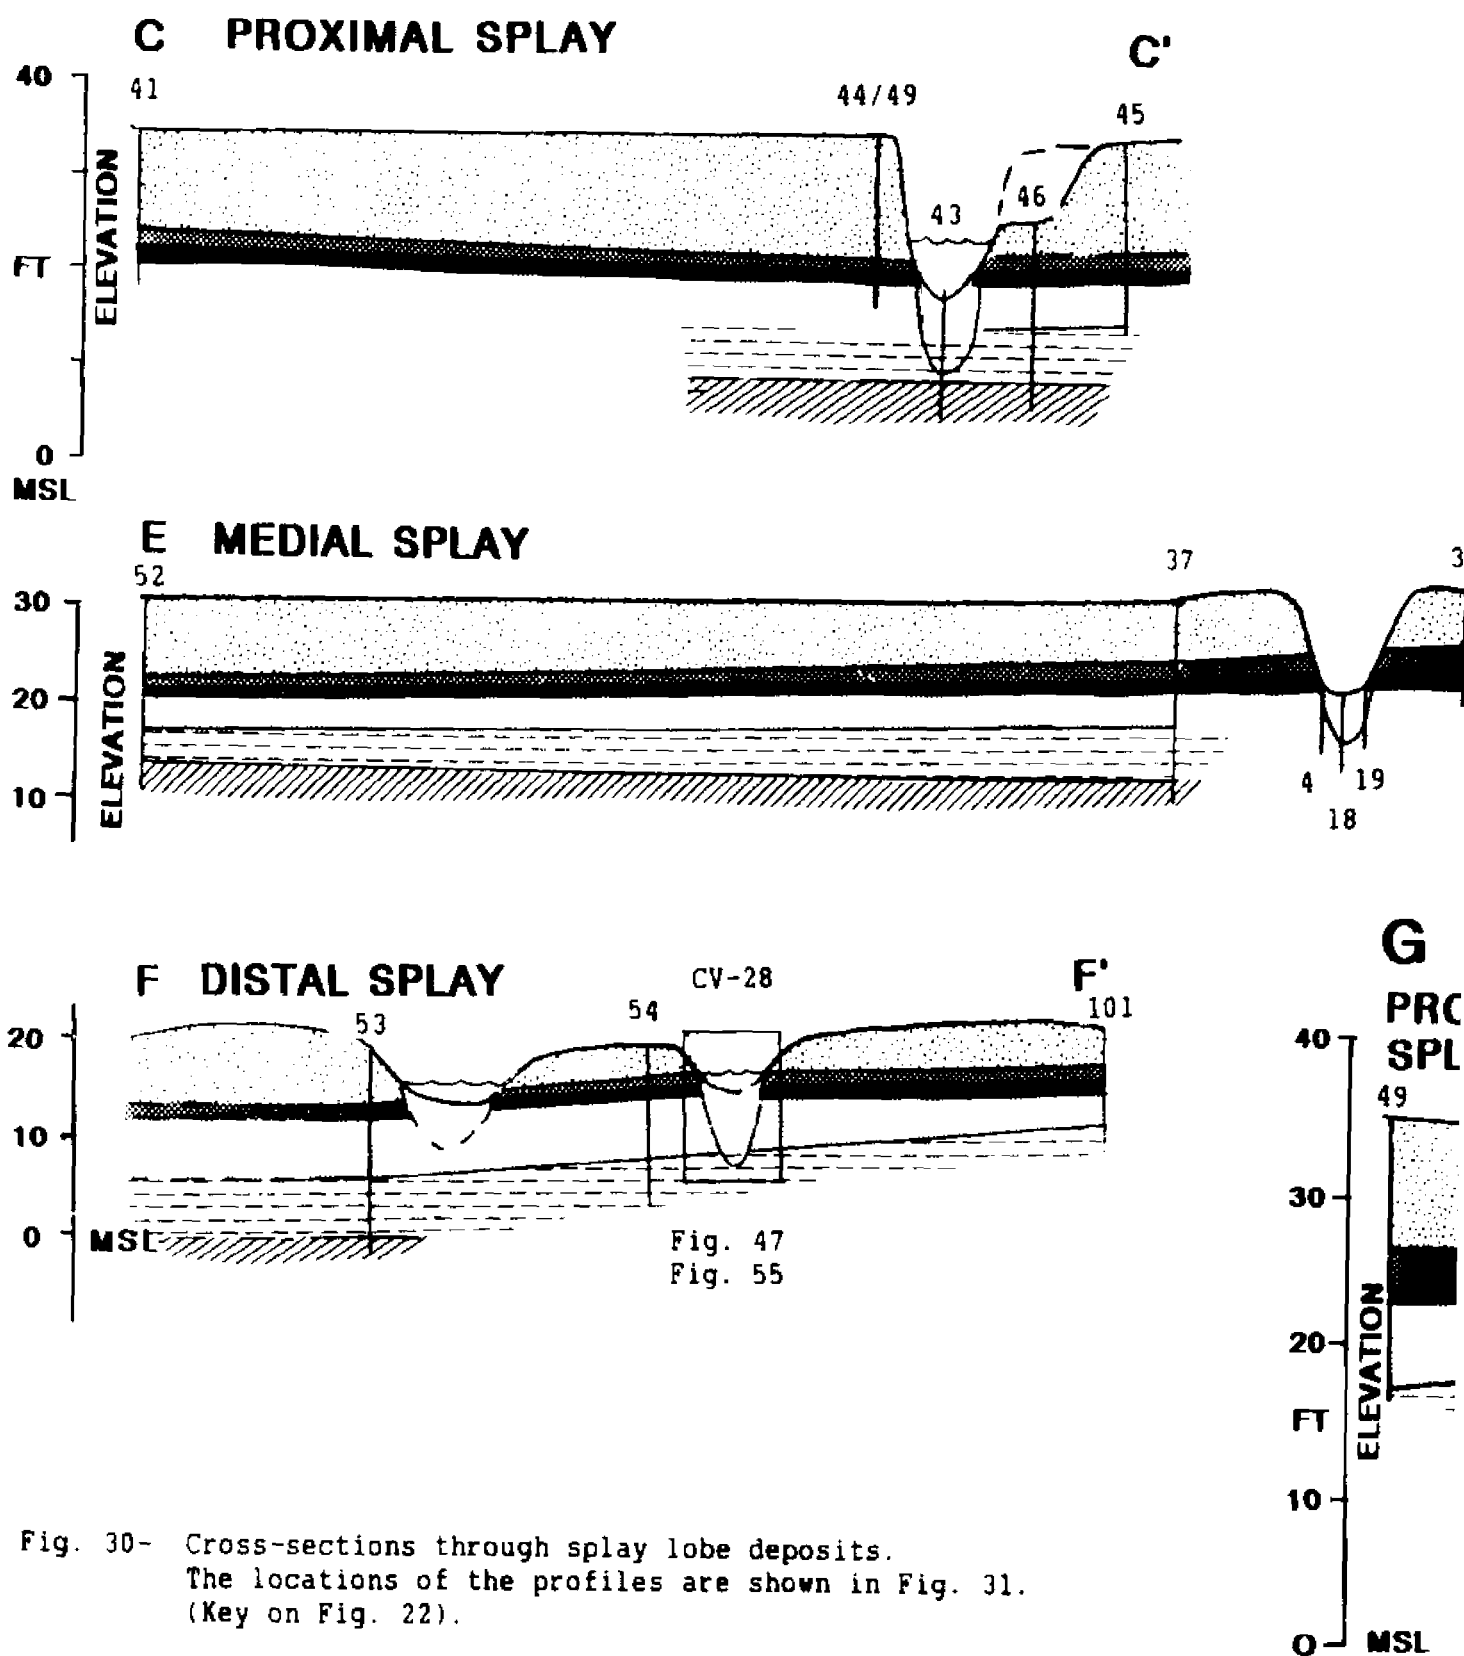 C PROXIMAL SPLAY C'
40
41
44/49
45
46
43
ELEVATION
FT
0
MSL
E MEDIAL SPLAY
52
37
3
30
20
10
ELEVATION
4
19
18
F DISTAL SPLAY
CV-28
F'
53
54
101
20
10
0
MSL
Fig. 47
Fig. 55
G
PRO
SPL
40
49
30
20
FT
ELEVATION
10
0
MSL
Fig. 30- Cross-sections through splay lobe deposits.
The locations of the profiles are shown in Fig. 31.
(Key on Fig. 22).